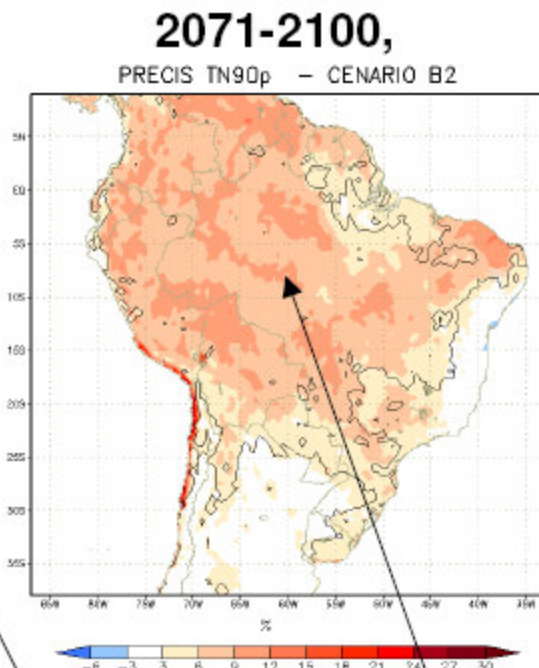 2071-2100,
PRECIS TN90p – CENARIO B2
5N
EQ
5S
10S
15S
20S
25S
30S
35S
85W 80W 75W 70W 65W 60W 55W 50W 45W 40W 35W
%
-6 -3 3 6 9 12 15 18 21 24 27 30